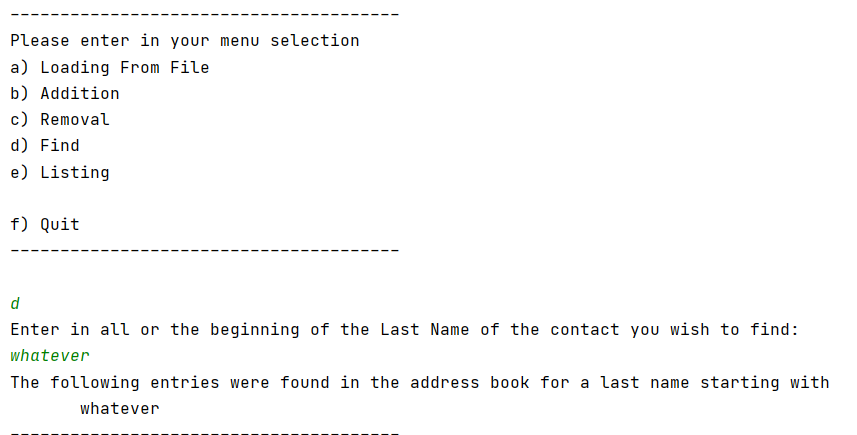 ---------------------------------------
Please enter in your menu selection
a) Loading From File
b) Addition
c) Removal
d) Find
e) Listing

f) Quit
---------------------------------------

d
Enter in all or the beginning of the Last Name of the contact you wish to find:
whatever
The following entries were found in the address book for a last name starting with
       whatever
---------------------------------------